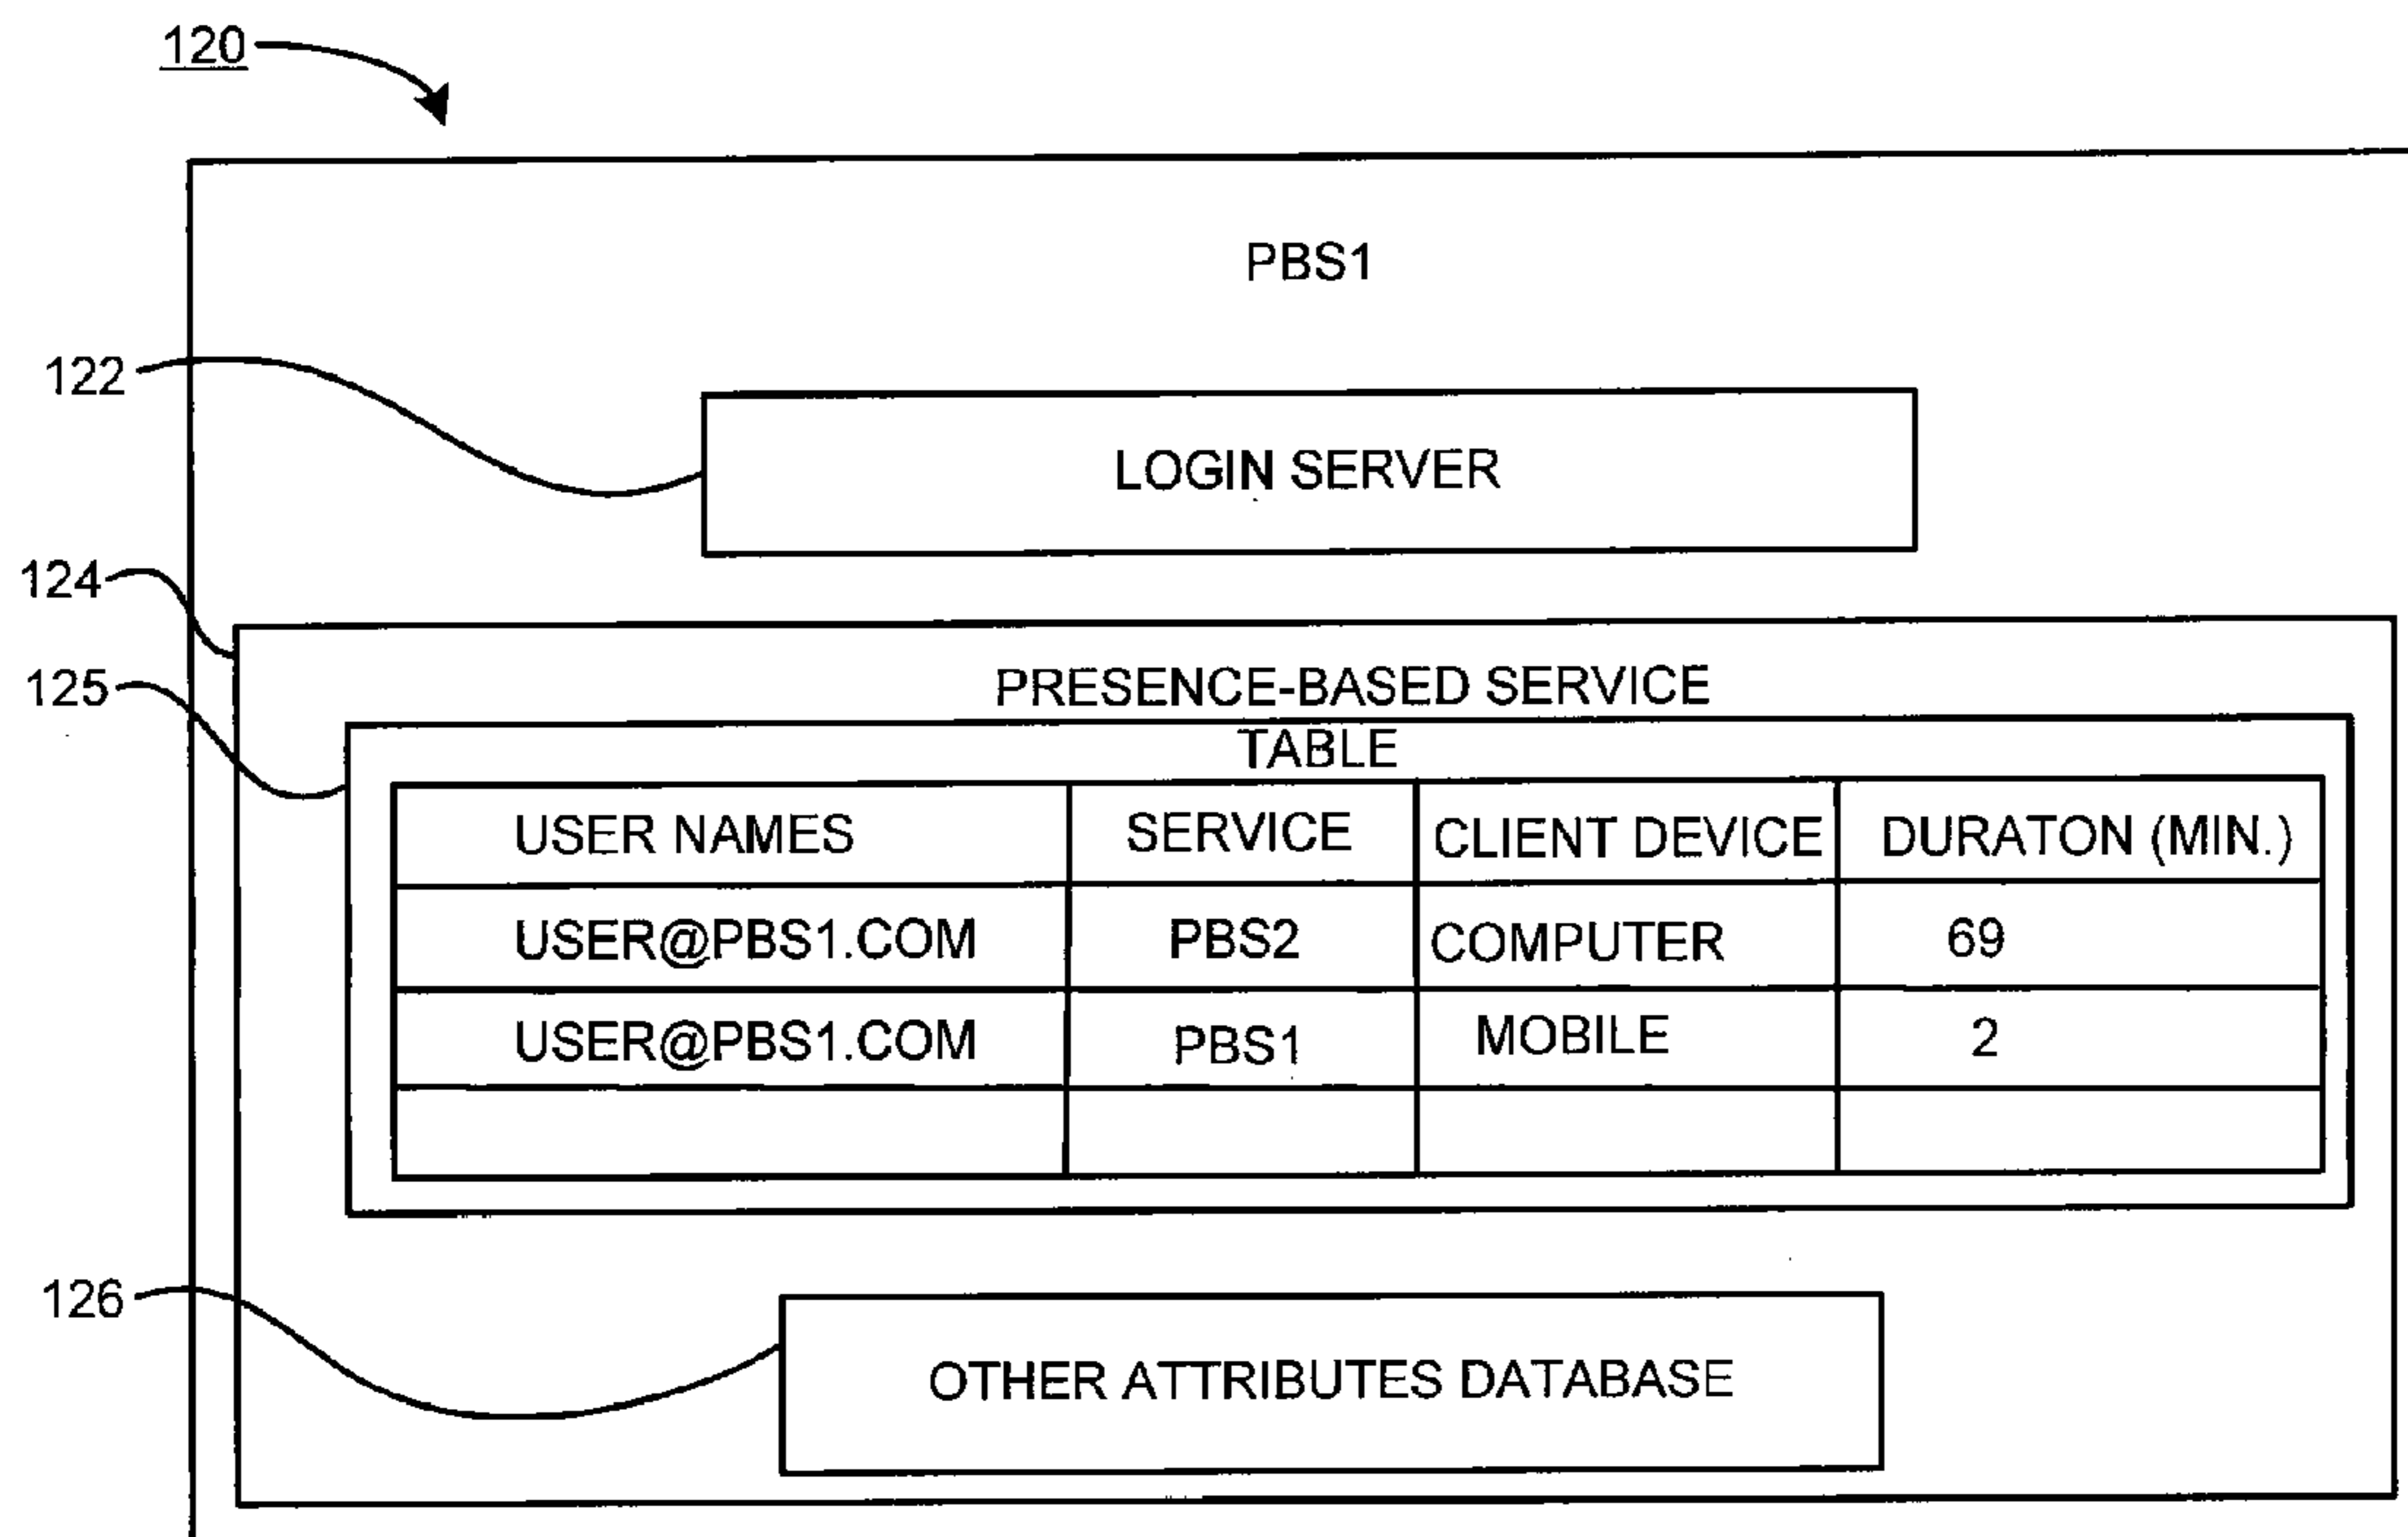 120
PBS1
122
LOGIN SERVER
124
PRESENCE-BASED SERVICE
125
TABLE
USER NAMES SERVICE CLIENT DEVICE DURATON (MIN.)
USER@PBS1.COM PBS2 COMPUTER 69
USER@PBS1.COM PBS1 MOBILE 2
126
OTHER ATTRIBUTES DATABASE